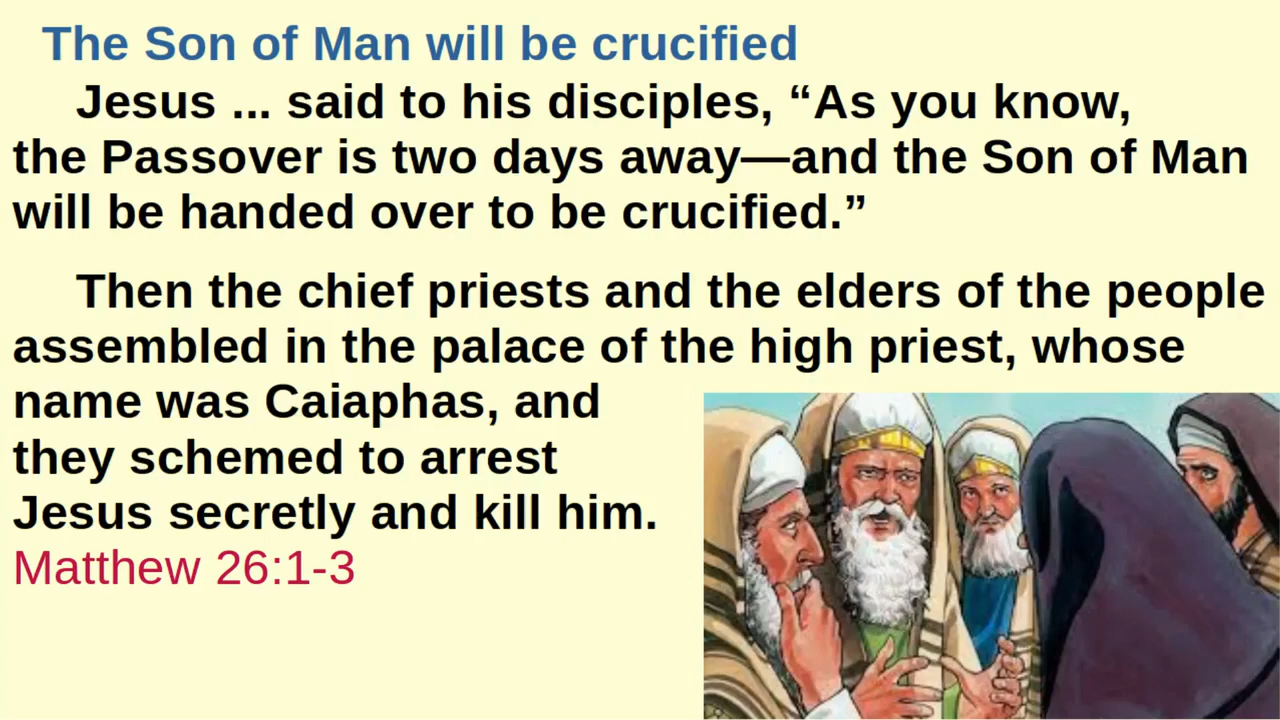 The Son of Man will be crucified
Jesus ... said to his disciples, “As you know,
the Passover is two days away—and the Son of Man
will be handed over to be crucified.”
Then the chief priests and the elders of the people
assembled in the palace of the high priest, whose
name was Caiaphas, and
they schemed to arrest
Jesus secretly and kill him.
Matthew 26:1-3